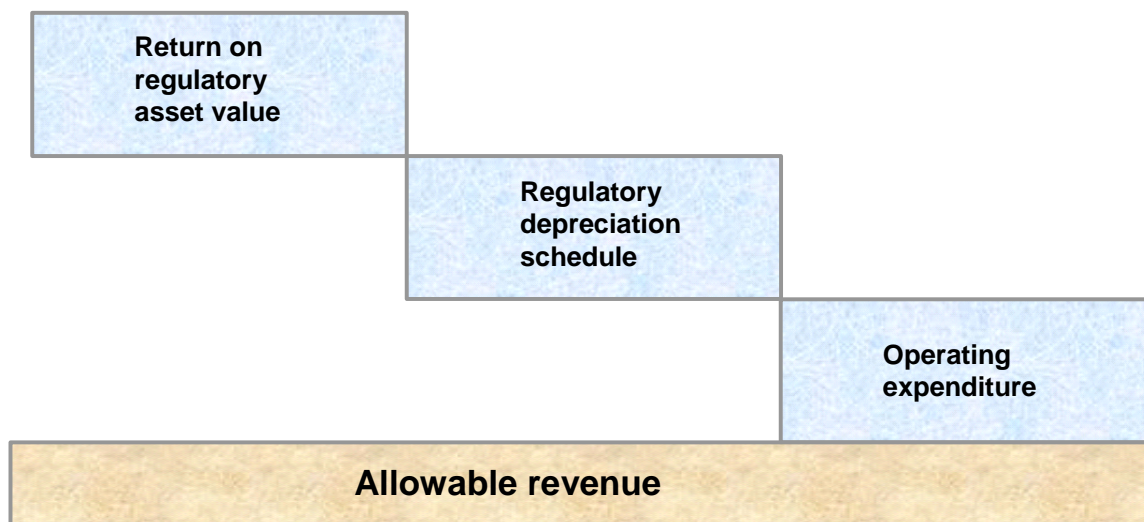 Return on
regulatory
asset value
Regulatory
depreciation
schedule
Operating
expenditure
Allowable revenue